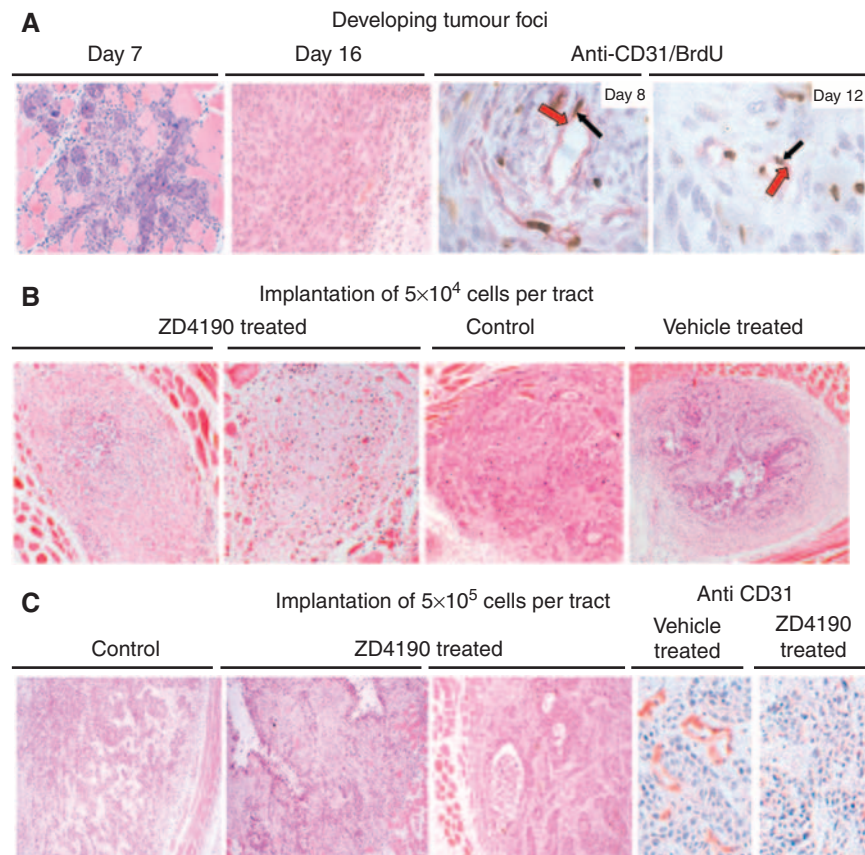 A
Developing tumour foci
Day 7
Day 16
Anti-CD31/BrdU
Day 8
Day 12
B
Implantation of 5×10⁴ cells per tract
ZD4190 treated
Control
Vehicle treated
C
Implantation of 5×10⁵ cells per tract
Anti CD31
Control
ZD4190 treated
Vehicle
treated
ZD4190
treated